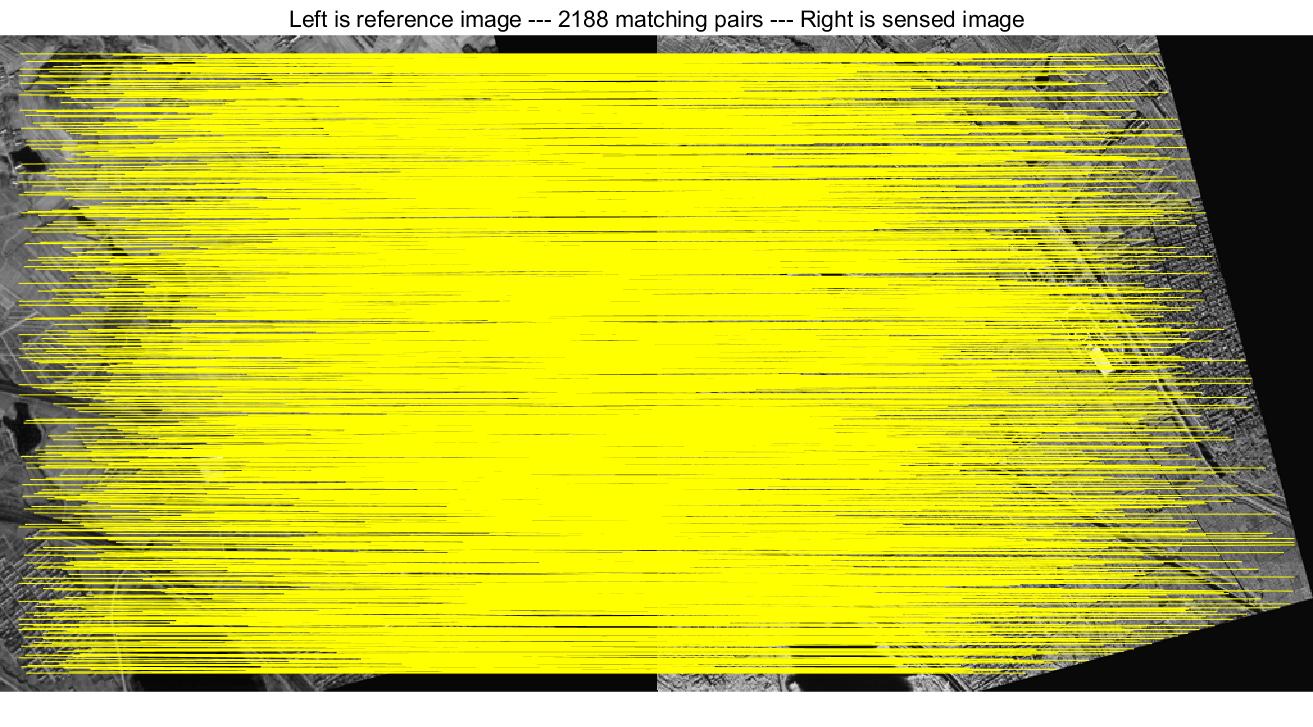 Left is reference image --- 2188 matching pairs --- Right is sensed image